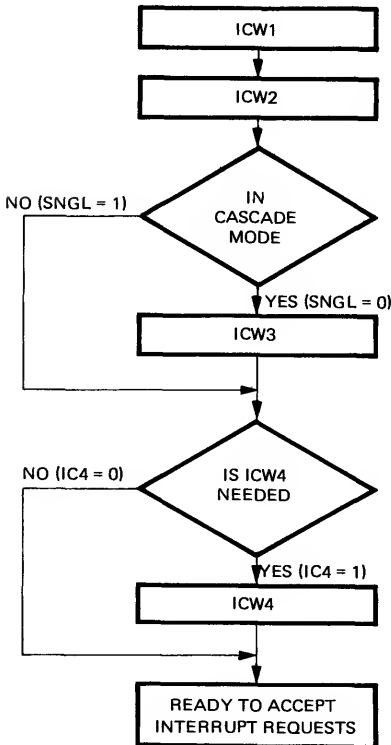 ICW1
ICW2
IN
CASCADE
MODE
NO (SNGL = 1)
YES (SNGL = 0)
ICW3
IS ICW4
NEEDED
NO (IC4 = 0)
YES (IC4 = 1)
ICW4
READY TO ACCEPT
INTERRUPT REQUESTS